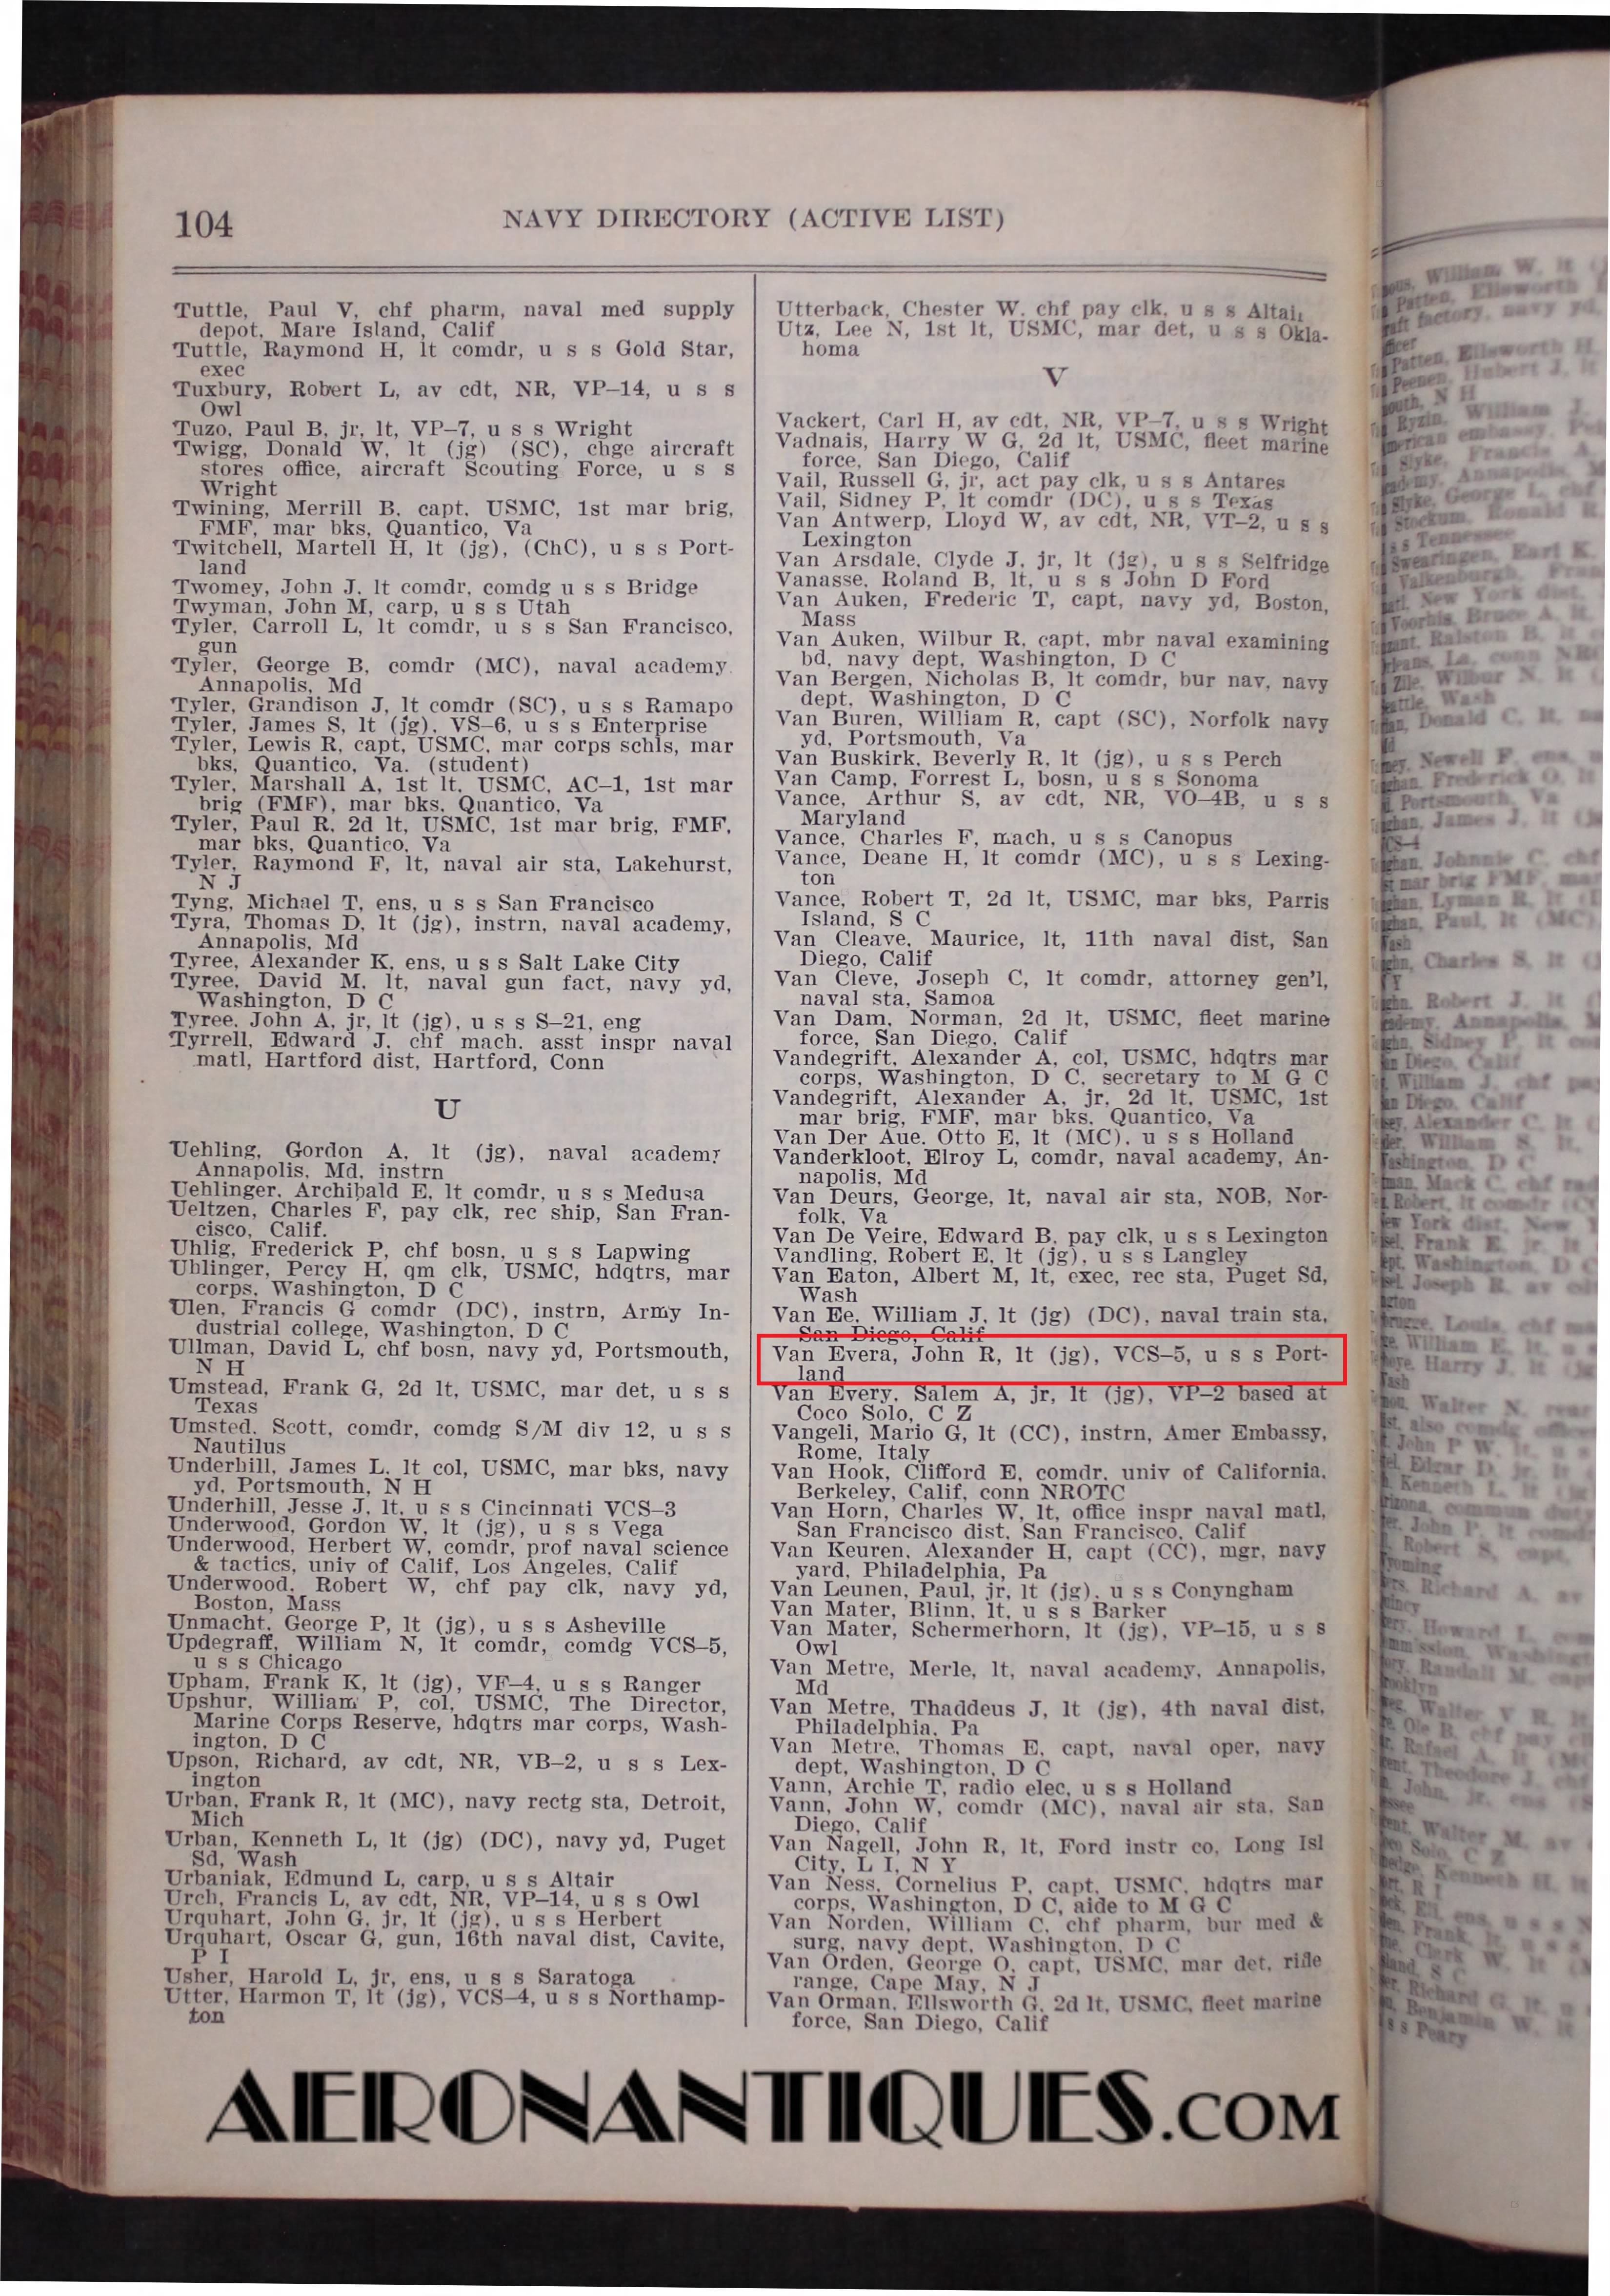 104
NAVY DIRECTORY (ACTIVE LIST)
Tuttle, Paul V, chf pharm, naval med supply
depot, Mare Island, Calif
Tuttle, Raymond H, lt comdr, u s s Gold Star,
exec
Tuxbury, Robert L, av cdt, NR, VP–14, u s s
Owl
Tuzo, Paul B, jr, lt, VP–7, u s s Wright
Twigg, Donald W, lt (jg) (SC), chge aircraft
stores office, aircraft Scouting Force, u s s
Wright
Twining, Merrill B, capt, USMC, 1st mar brig,
FMF, mar bks, Quantico, Va
Twitchell, Martell H, lt (jg), (ChC), u s s Port-
land
Twomey, John J, lt comdr, comdg u s s Bridge
Twyman, John M, carp, u s s Utah
Tyler, Carroll L, lt comdr, u s s San Francisco,
gun
Tyler, George B, comdr (MC), naval academy
Annapolis, Md
Tyler, Grandison J, lt comdr (SC), u s s Ramapo
Tyler, James S, lt (jg), VS–6, u s s Enterprise
Tyler, Lewis R, capt, USMC, mar corps schls, mar
bks, Quantico, Va. (student)
Tyler, Marshall A, 1st lt, USMC, AC–1, 1st mar
brig (FMF), mar bks, Quantico, Va
Tyler, Paul R, 2d lt, USMC, 1st mar brig, FMF,
mar bks, Quantico, Va
Tyler, Raymond F, lt, naval air sta, Lakehurst,
N J
Tyng, Michael T, ens, u s s San Francisco
Tyra, Thomas D, lt (jg), instrn, naval academy,
Annapolis, Md
Tyree, Alexander K, ens, u s s Salt Lake City
Tyree, David M, lt, naval gun fact, navy yd,
Washington, D C
Tyree, John A, jr, lt (jg), u s s S–21, eng
Tyrrell, Edward J, chf mach, asst inspr naval
matl, Hartford dist, Hartford, Conn
U
Uehling, Gordon A, lt (jg), naval academy
Annapolis, Md, instrn
Uehlinger, Archibald E, lt comdr, u s s Medusa
Ueltzen, Charles F, pay clk, rec ship, San Fran-
cisco, Calif.
Uhlig, Frederick P, chf bosn, u s s Lapwing
Uhlinger, Percy H, qm clk, USMC, hdqtrs, mar
corps, Washington, D C
Ulen, Francis G comdr (DC), instrn, Army In-
dustrial college, Washington, D C
Ullman, David L, chf bosn, navy yd, Portsmouth,
N H
Umstead, Frank G, 2d lt, USMC, mar det, u s s
Texas
Umsted, Scott, comdr, comdg S/M div 12, u s s
Nautilus
Underhill, James L, lt col, USMC, mar bks, navy
yd, Portsmouth, N H
Underhill, Jesse J, lt, u s s Cincinnati VCS–3
Underwood, Gordon W, lt (jg), u s s Vega
Underwood, Herbert W, comdr, prof naval science
& tactics, univ of Calif, Los Angeles, Calif
Underwood, Robert W, chf pay clk, navy yd,
Boston, Mass
Unmacht, George P, lt (jg), u s s Asheville
Updegraff, William N, lt comdr, comdg VCS–5,
u s s Chicago
Upham, Frank K, lt (jg), VF–4, u s s Ranger
Upshur, William P, col, USMC, The Director,
Marine Corps Reserve, hdqtrs mar corps, Wash-
ington, D C
Upson, Richard, av cdt, NR, VB–2, u s s Lex-
ington
Urban, Frank R, lt (MC), navy rectg sta, Detroit,
Mich
Urban, Kenneth L, lt (jg) (DC), navy yd, Puget
Sd, Wash
Urbaniak, Edmund L, carp, u s s Altair
Urch, Francis L, av cdt, NR, VP–14, u s s Owl
Urquhart, John G, jr, lt (jg), u s s Herbert
Urquhart, Oscar G, gun, 16th naval dist, Cavite,
P I
Usher, Harold L, jr, ens, u s s Saratoga
Utter, Harmon T, lt (jg), VCS–4, u s s Northamp-
ton
Utterback, Chester W, chf pay clk, u s s Altair
Utz, Lee N, 1st lt, USMC, mar det, u s s Okla-
homa
V
Vackert, Carl H, av cdt, NR, VP–7, u s s Wright
Vadnais, Harry W G, 2d lt, USMC, fleet marine
force, San Diego, Calif
Vail, Russell G, jr, act pay clk, u s s Antares
Vail, Sidney P, lt comdr (DC), u s s Texas
Van Antwerp, Lloyd W, av cdt, NR, VT–2, u s s
Lexington
Van Arsdale, Clyde J, jr, lt (jg), u s s Selfridge
Vanasse, Roland B, lt, u s s John D Ford
Van Auken, Frederic T, capt, navy yd, Boston,
Mass
Van Auken, Wilbur R, capt, mbr naval examining
bd, navy dept, Washington, D C
Van Bergen, Nicholas B, lt comdr, bur nav, navy
dept, Washington, D C
Van Buren, William R, capt (SC), Norfolk navy
yd, Portsmouth, Va
Van Buskirk, Beverly R, lt (jg), u s s Perch
Van Camp, Forrest L, bosn, u s s Sonoma
Vance, Arthur S, av cdt, NR, VO–4B, u s s
Maryland
Vance, Charles F, mach, u s s Canopus
Vance, Deane H, lt comdr (MC), u s s Lexing-
ton
Vance, Robert T, 2d lt, USMC, mar bks, Parris
Island, S C
Van Cleave, Maurice, lt, 11th naval dist, San
Diego, Calif
Van Cleve, Joseph C, lt comdr, attorney gen'l,
naval sta, Samoa
Van Dam, Norman, 2d lt, USMC, fleet marine
force, San Diego, Calif
Vandegrift, Alexander A, col, USMC, hdqtrs mar
corps, Washington, D C, secretary to M G C
Vandegrift, Alexander A, jr, 2d lt, USMC, 1st
mar brig, FMF, mar bks, Quantico, Va
Van Der Aue, Otto E, lt (MC), u s s Holland
Vanderkloot, Elroy L, comdr, naval academy, An-
napolis, Md
Van Deurs, George, lt, naval air sta, NOB, Nor-
folk, Va
Van De Veire, Edward B, pay clk, u s s Lexington
Vandling, Robert E, lt (jg), u s s Langley
Van Eaton, Albert M, lt, exec, rec sta, Puget Sd,
Wash
Van Ee, William J, lt (jg) (DC), naval train sta,
San Diego, Calif
Van Evera, John R, lt (jg), VCS–5, u s s Port-
land
Van Every, Salem A, jr, lt (jg), VP–2 based at
Coco Solo, C Z
Vangeli, Mario G, lt (CC), instrn, Amer Embassy,
Rome, Italy
Van Hook, Clifford E, comdr, univ of California,
Berkeley, Calif, conn NROTC
Van Horn, Charles W, lt, office inspr naval matl,
San Francisco dist, San Francisco, Calif
Van Keuren, Alexander H, capt (CC), mgr, navy
yard, Philadelphia, Pa
Van Leunen, Paul, jr, lt (jg), u s s Conyngham
Van Mater, Blinn, lt, u s s Barker
Van Mater, Schermerhorn, lt (jg), VP–15, u s s
Owl
Van Metre, Merle, lt, naval academy, Annapolis,
Md
Van Metre, Thaddeus J, lt (jg), 4th naval dist,
Philadelphia, Pa
Van Metre, Thomas E, capt, naval oper, navy
dept, Washington, D C
Vann, Archie T, radio elec, u s s Holland
Vann, John W, comdr (MC), naval air sta, San
Diego, Calif
Van Nagell, John R, lt, Ford instr co, Long Isl
City, L I, N Y
Van Ness, Cornelius P, capt, USMC, hdqtrs mar
corps, Washington, D C, aide to M G C
Van Norden, William C, chf pharm, bur med &
surg, navy dept, Washington, D C
Van Orden, George O, capt, USMC, mar det, rifle
range, Cape May, N J
Van Orman, Ellsworth G, 2d lt, USMC, fleet marine
force, San Diego, Calif
AERONANTIQUES.COM